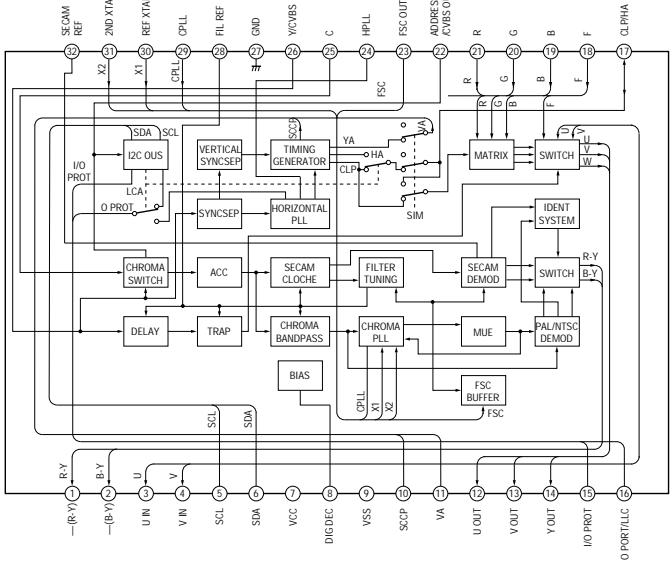 SECAM REF
2ND XTA
REF XTA
CPLL
FIL REF
GND
Y/CVBS
C
HPLL
FSC OUT
ADDRESS /CVBS OU
R
G
B
F
CLP/HA
32
31
30
29
28
27
26
25
24
23
22
21
20
19
18
17
X2
X1
CPLL
FSC
R
G
B
F
R
G
B
F
SDA
SCL
SCCP
VA
U
V
I2C OUS
VERTICAL SYNCSEP
TIMING GENERATOR
YA
HA
CLP
MATRIX
SWITCH
U
V
W
I/O PROT
LCA
O PROT
SYNCSEP
HORIZONTAL PLL
SIM
IDENT SYSTEM
CHROMA SWITCH
ACC
SECAM CLOCHE
FILTER TUNING
SECAM DEMOD
SWITCH
R-Y
B-Y
DELAY
TRAP
CHROMA BANDPASS
CHROMA PLL
MUE
PAL/NTSC DEMOD
BIAS
CPLL
X1
X2
FSC BUFFER
FSC
SCL
SDA
R-Y
B-Y
U
V
1
2
3
4
5
6
7
8
9
10
11
12
13
14
15
16
—(R-Y)
—(B-Y)
U IN
V IN
SCL
SDA
VCC
DIG DEC
VSS
SCCP
VA
U OUT
V OUT
Y OUT
I/O PROT
O PORT/LLC